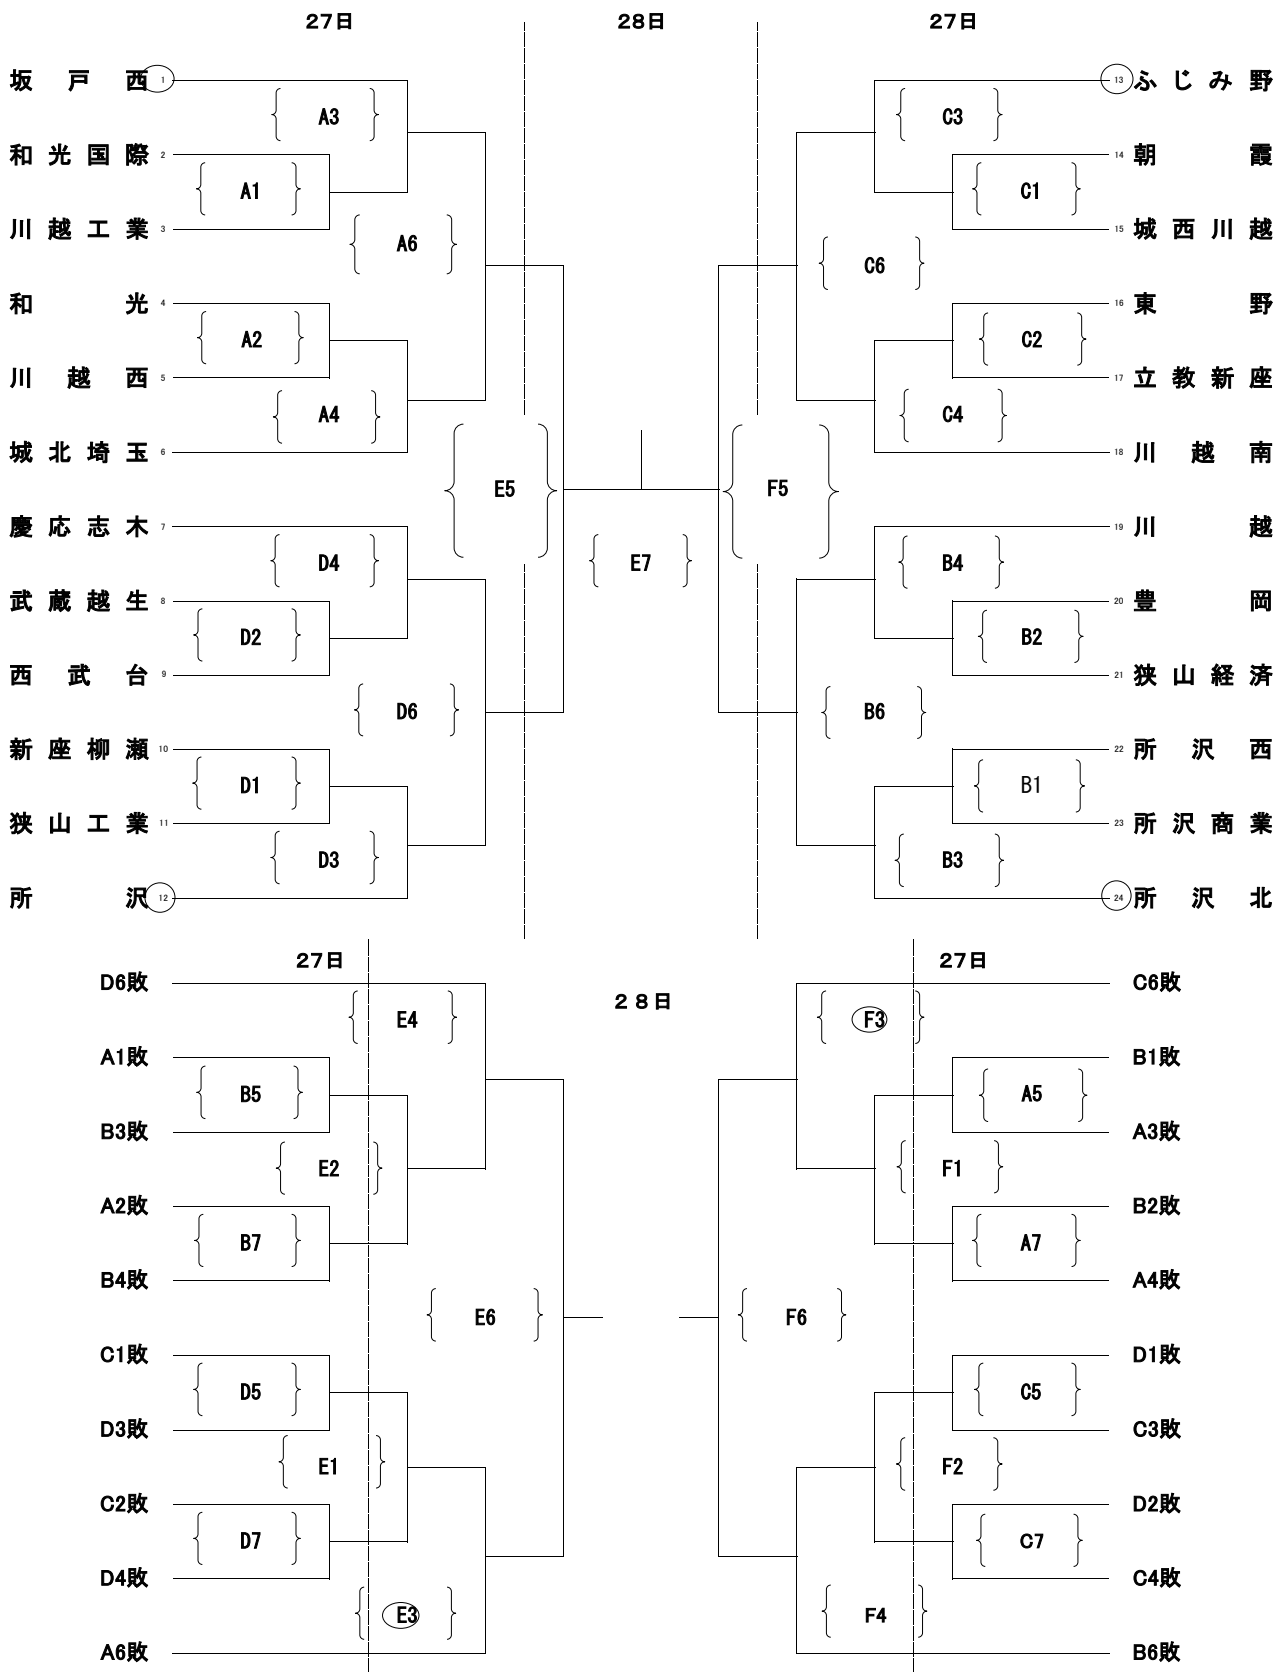 27日 28日 27日
坂戸西 1 13 ふじみ野
A3 C3
和光国際 2 14 朝霞
A1 C1
川越工業 3 15 城西川越
A6 C6
和光 4 16 東野
A2 C2
川越西 5 17 立教新座
A4 C4
城北埼玉 6 18 川越南
E5 F5
慶応志木 7 19 川越
D4 E7 B4
武蔵越生 8 20 豊岡
D2 B2
西武台 9 21 狭山経済
D6 B6
新座柳瀬 10 22 所沢西
D1 B1
狭山工業 11 23 所沢商業
D3 B3
所沢 12 24 所沢北
27日 27日
D6敗 C6敗
28日
E4 F3
A1敗 B1敗
B5 A5
B3敗 A3敗
E2 F1
A2敗 B2敗
B7 A7
B4敗 A4敗
E6 F6
C1敗 D1敗
D5 C5
D3敗 C3敗
E1 F2
C2敗 D2敗
D7 C7
D4敗 C4敗
E3 F4
A6敗 B6敗